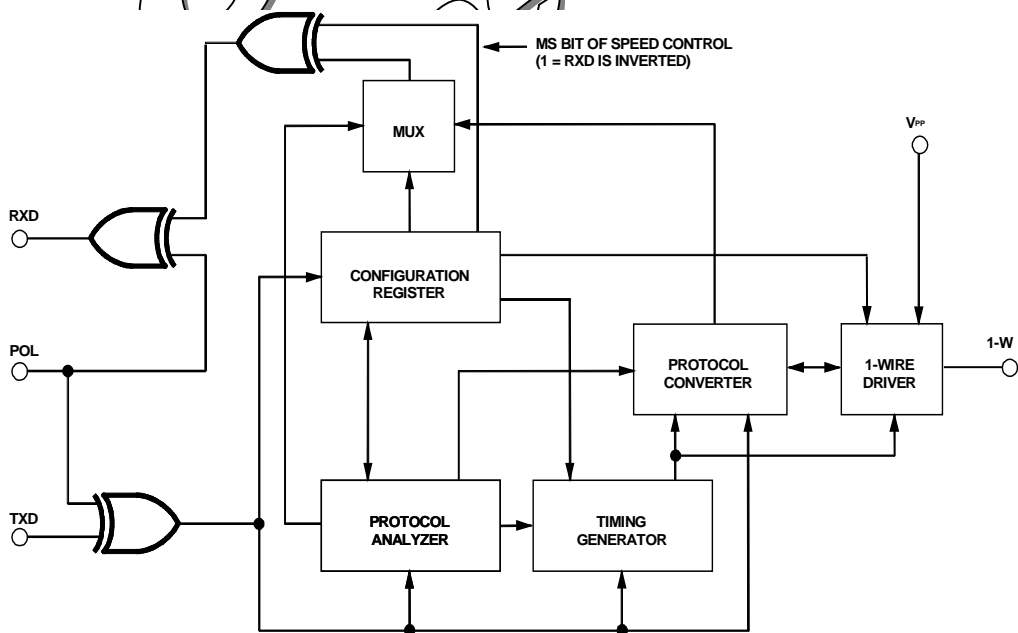 MS BIT OF SPEED CONTROL
(1 = RXD IS INVERTED)
MUX
VPP
RXD
CONFIGURATION
REGISTER
POL
PROTOCOL
CONVERTER
1-WIRE
DRIVER
1-W
TXD
PROTOCOL
ANALYZER
TIMING
GENERATOR